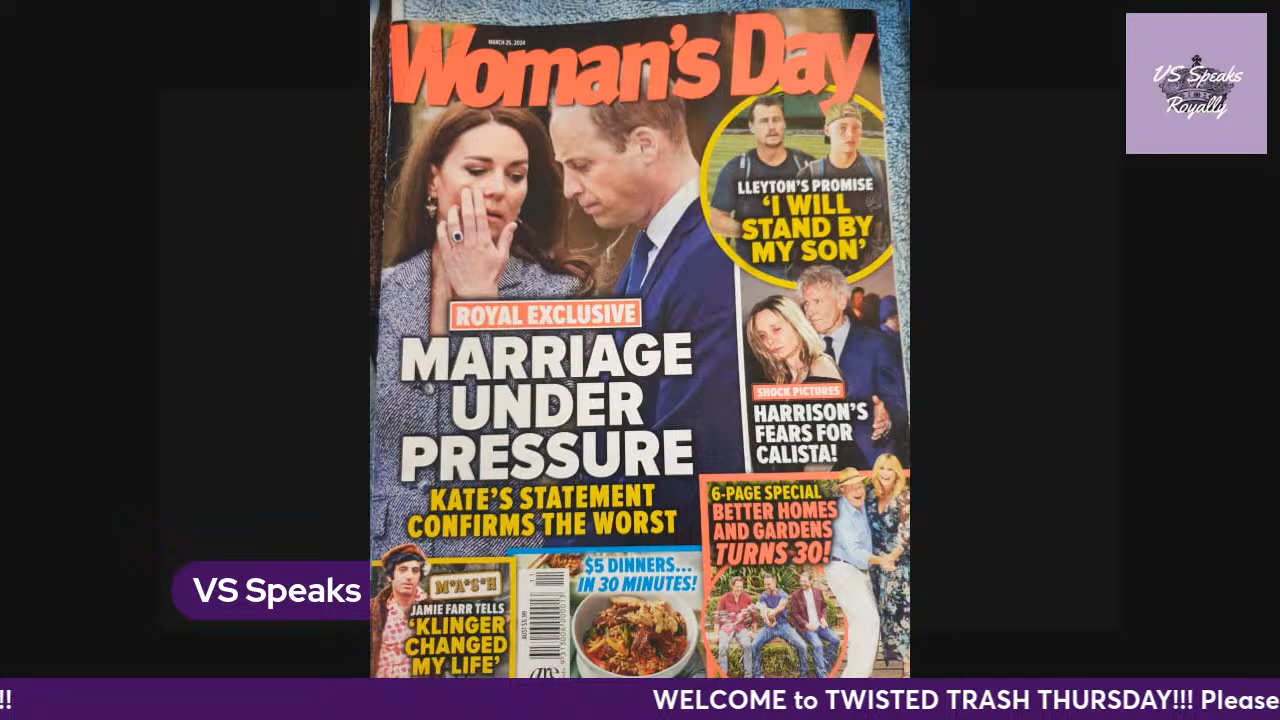 Woman's Day
MARCH 25, 2024
VS Speaks
Royally
LLEYTON'S PROMISE
'I WILL
STAND BY
MY SON'
ROYAL EXCLUSIVE
MARRIAGE
UNDER
PRESSURE
KATE'S STATEMENT
CONFIRMS THE WORST
SHOCK PICTURES
HARRISON'S
FEARS FOR
CALISTA!
6-PAGE SPECIAL
BETTER HOMES
AND GARDENS
TURNS 30!
M*A*S*H
JAMIE FARR TELLS
'KLINGER
CHANGED
MY LIFE'
$5 DINNERS...
IN 30 MINUTES!
are
VS Speaks
!!
WELCOME to TWISTED TRASH THURSDAY!!! Please